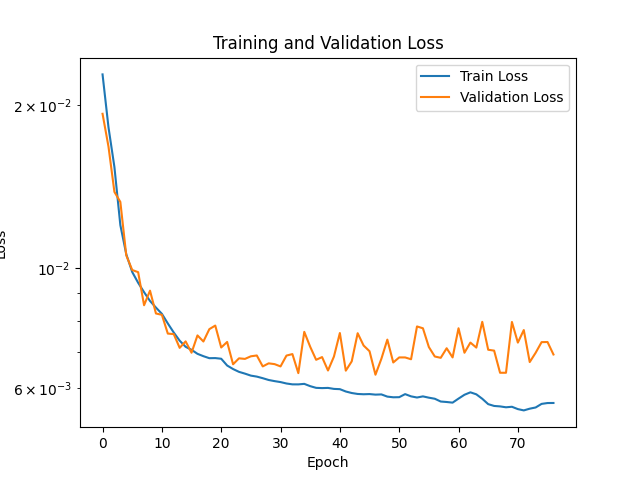 Training and Validation Loss
Train Loss
Validation Loss
2 × 10⁻²
10⁻²
6 × 10⁻³
Loss
0 10 20 30 40 50 60 70
Epoch